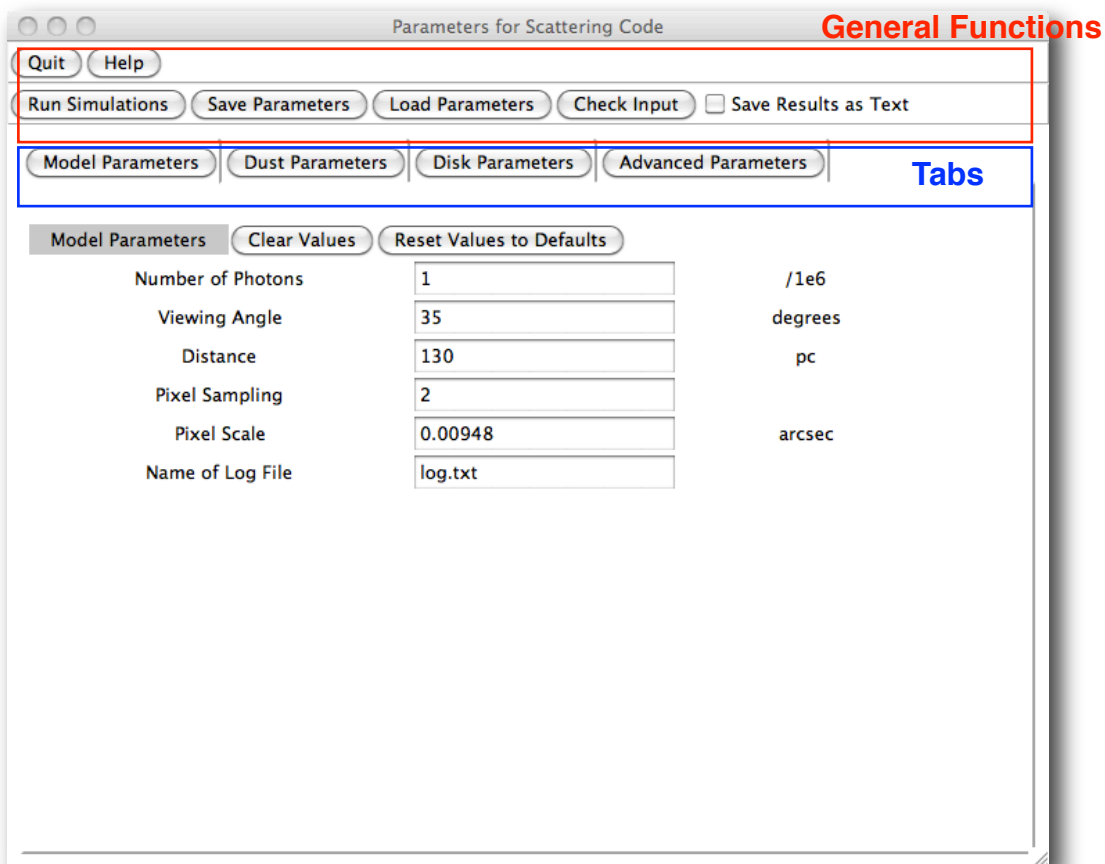 Parameters for Scattering Code
General Functions
Quit Help
Run Simulations Save Parameters Load Parameters Check Input Save Results as Text
Model Parameters Dust Parameters Disk Parameters Advanced Parameters
Tabs
Model Parameters Clear Values Reset Values to Defaults
Number of Photons 1 /1e6
Viewing Angle 35 degrees
Distance 130 pc
Pixel Sampling 2
Pixel Scale 0.00948 arcsec
Name of Log File log.txt